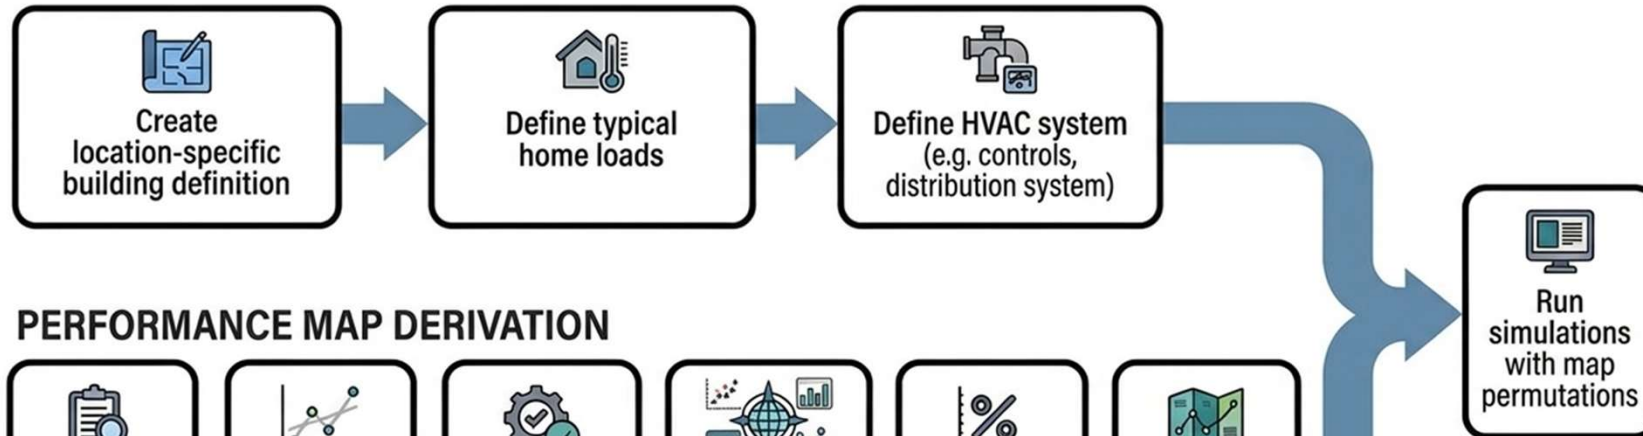 Create
location-specific
building definition
Define typical
home loads
Define HVAC system
(e.g. controls,
distribution system)
PERFORMANCE MAP DERIVATION
Run
simulations
with map
permutations